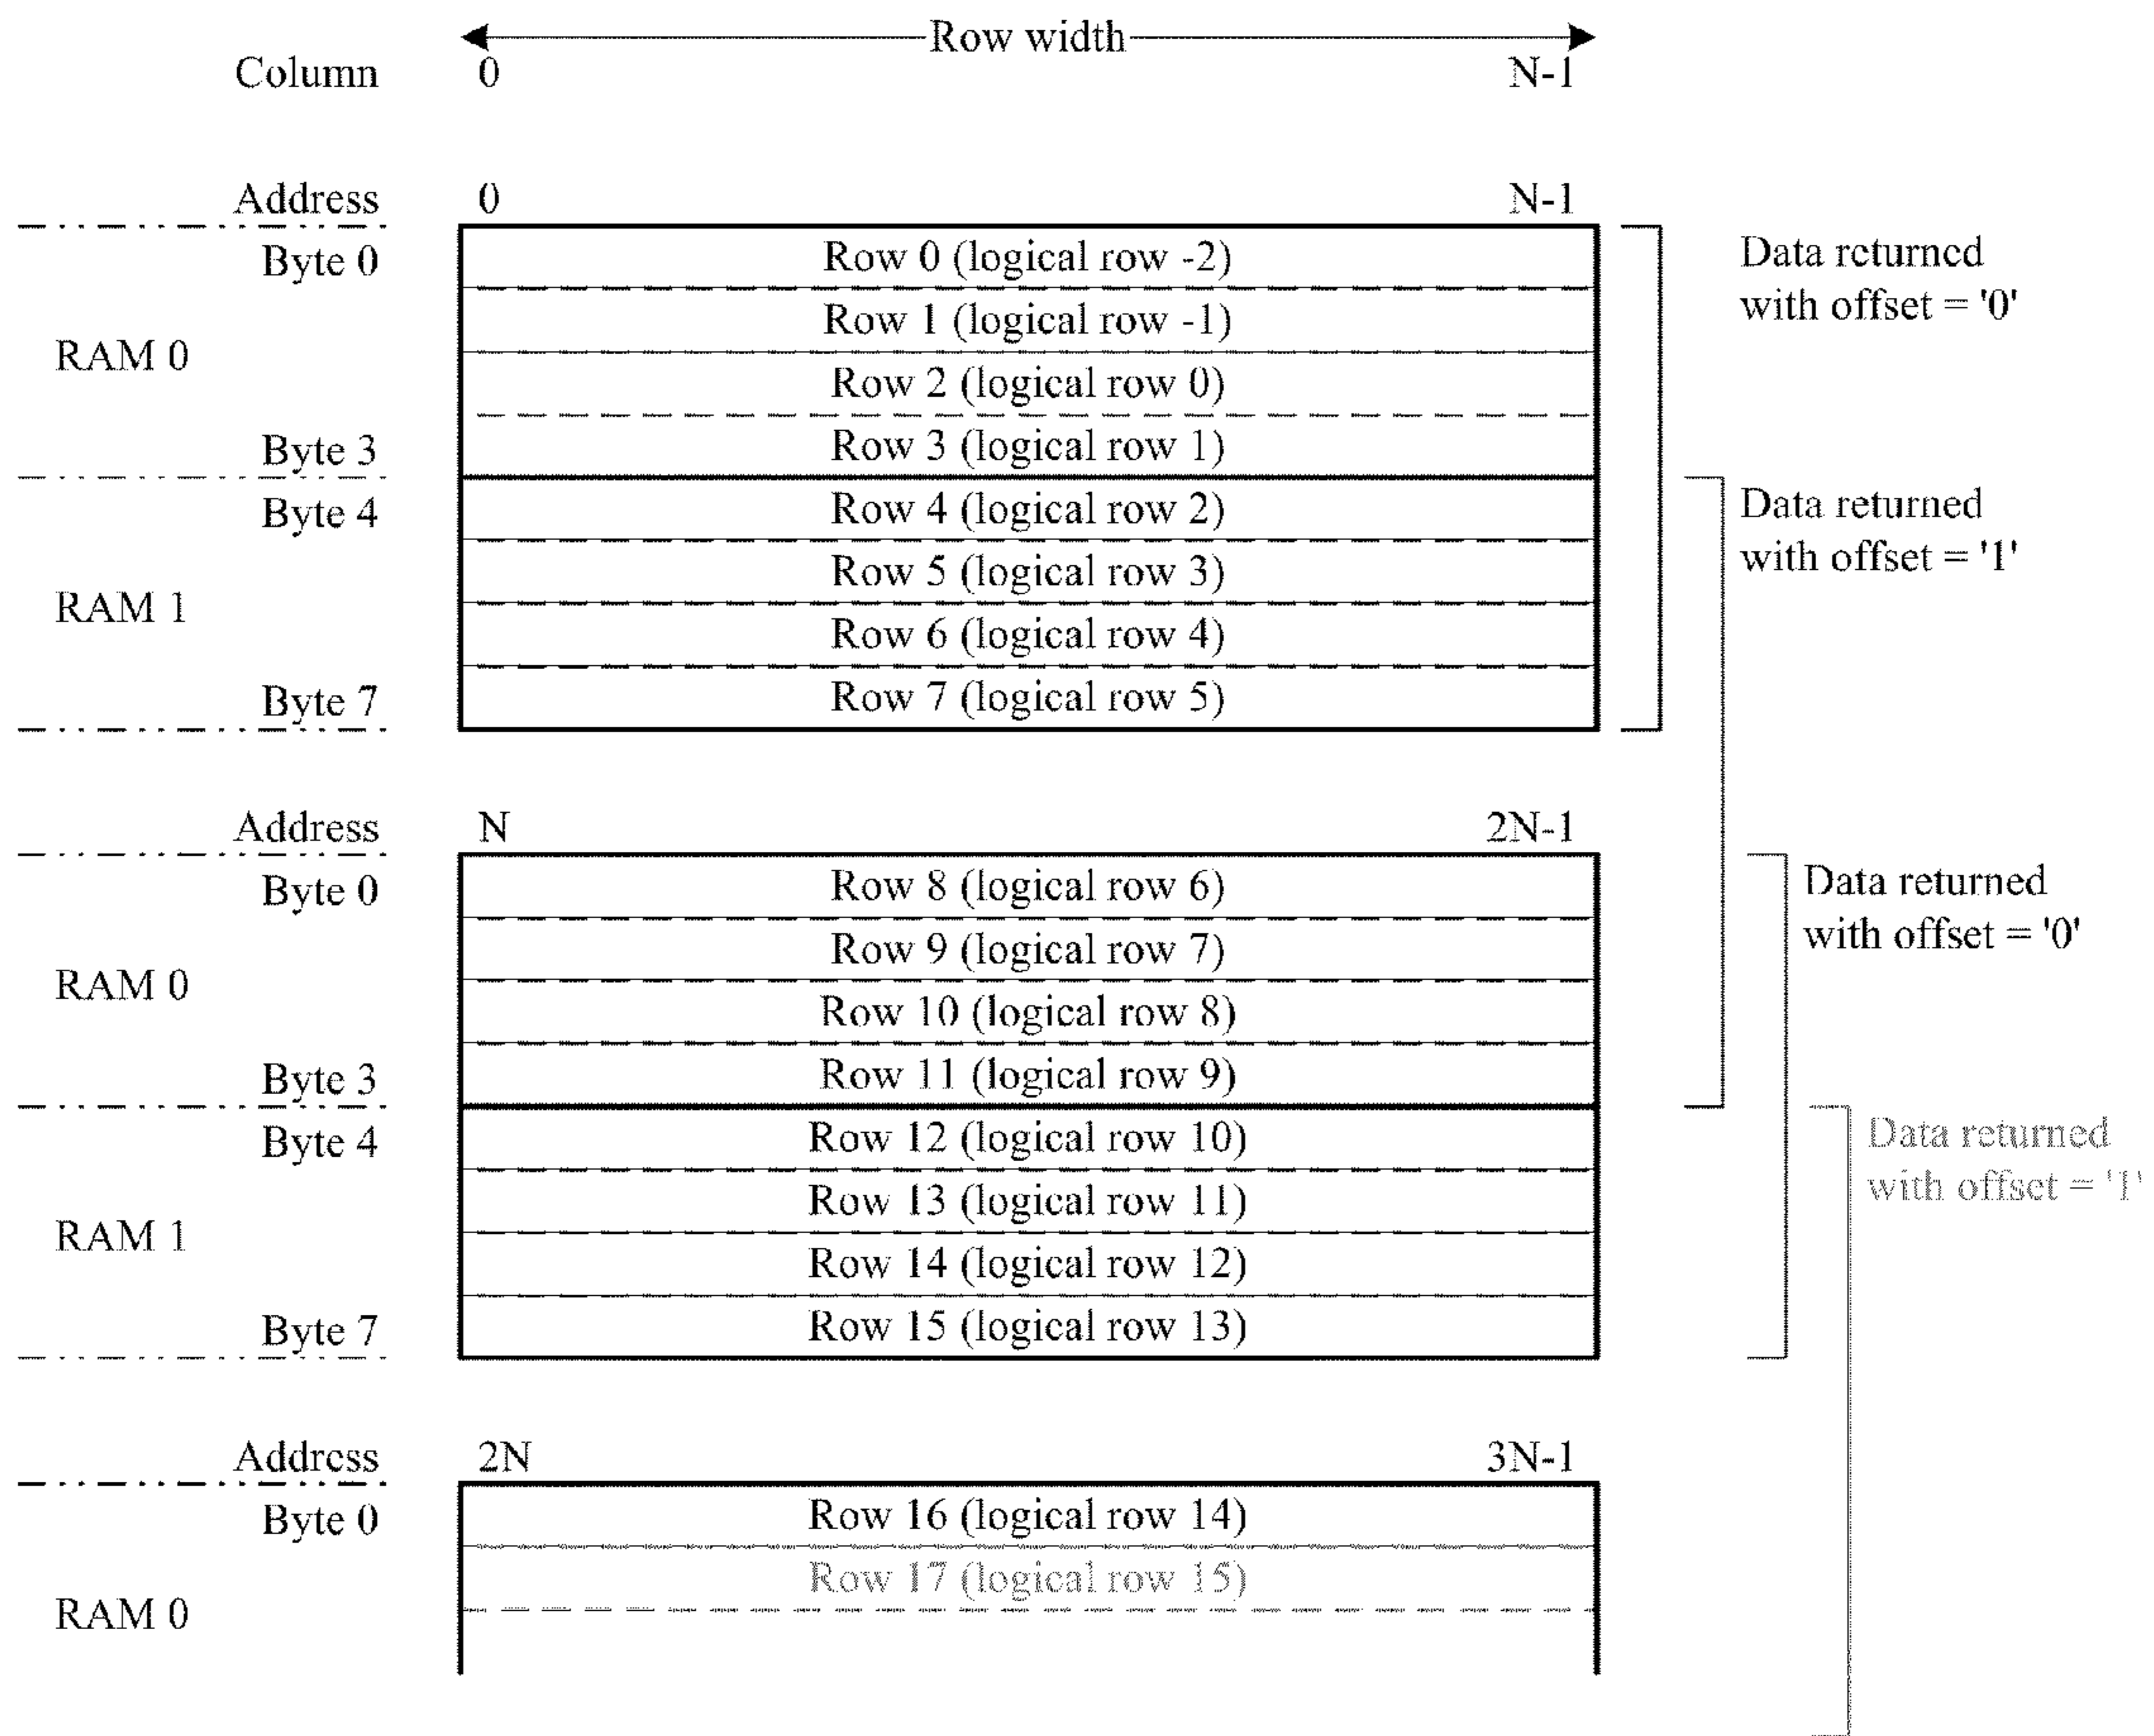 Row width
Column 0 N-1
Address 0 N-1
Byte 0 Row 0 (logical row -2) Data returned
Row 1 (logical row -1) with offset = '0'
RAM 0 Row 2 (logical row 0)
Byte 3 Row 3 (logical row 1)
Byte 4 Row 4 (logical row 2) Data returned
Row 5 (logical row 3) with offset = '1'
RAM 1 Row 6 (logical row 4)
Byte 7 Row 7 (logical row 5)
Address N 2N-1
Byte 0 Row 8 (logical row 6) Data returned
Row 9 (logical row 7) with offset = '0'
RAM 0 Row 10 (logical row 8)
Byte 3 Row 11 (logical row 9)
Byte 4 Row 12 (logical row 10) Data returned
Row 13 (logical row 11) with offset = '1'
RAM 1 Row 14 (logical row 12)
Byte 7 Row 15 (logical row 13)
Address 2N 3N-1
Byte 0 Row 16 (logical row 14)
Row 17 (logical row 15)
RAM 0